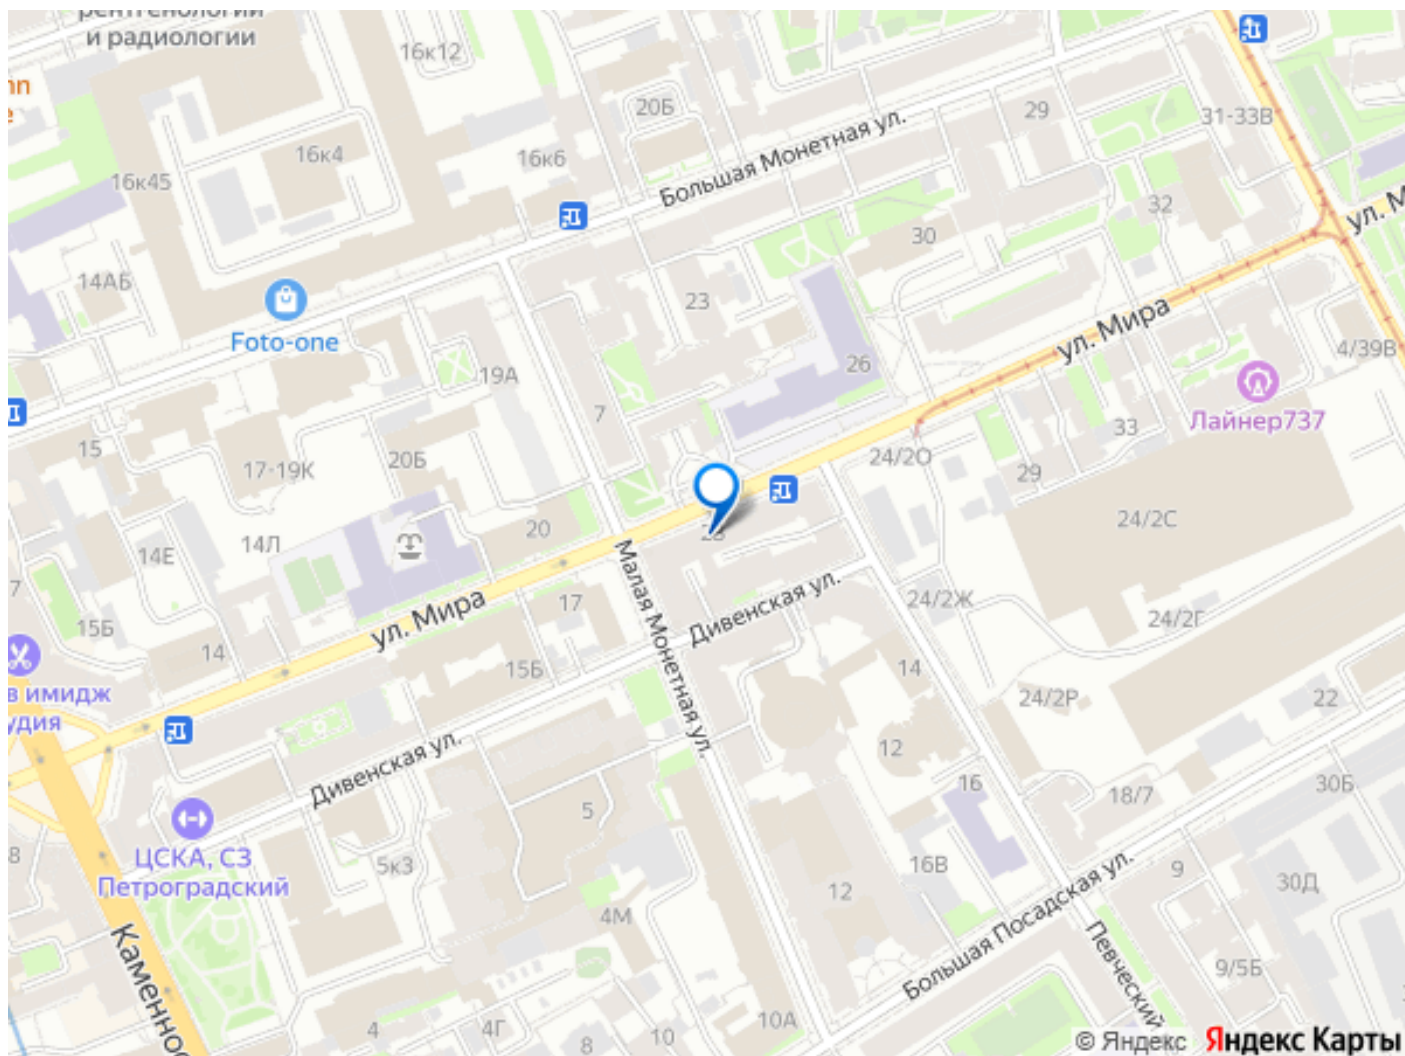 рентгенологии
и радиологии
16к12
20Б
29
31-33В
Большая Монетная ул.
16к4
16к6
16к45
32
ул. М
30
14АБ
23
Foto-one
ул. Мира
4/39В
26
19А
7
Лайнер737
15
17-19К
20Б
33
24/2О
29
24/2С
20
14Е
14Л
Малая Монетная ул.
Дивенская ул.
24/2Ж
24/2Г
7
15Б
ул. Мира
17
14
15Б
14
24/2Р
22
в имидж
удия
12
16
18/7
30Б
Дивенская ул.
5
8
ЦСКА, СЗ
Петроградский
5к3
16В
12
Большая Посадская ул.
9
30Д
4М
Каменноо
Певческий
9/5Б
4
4Г
8
10
10А
© Яндекс Яндекс Карты